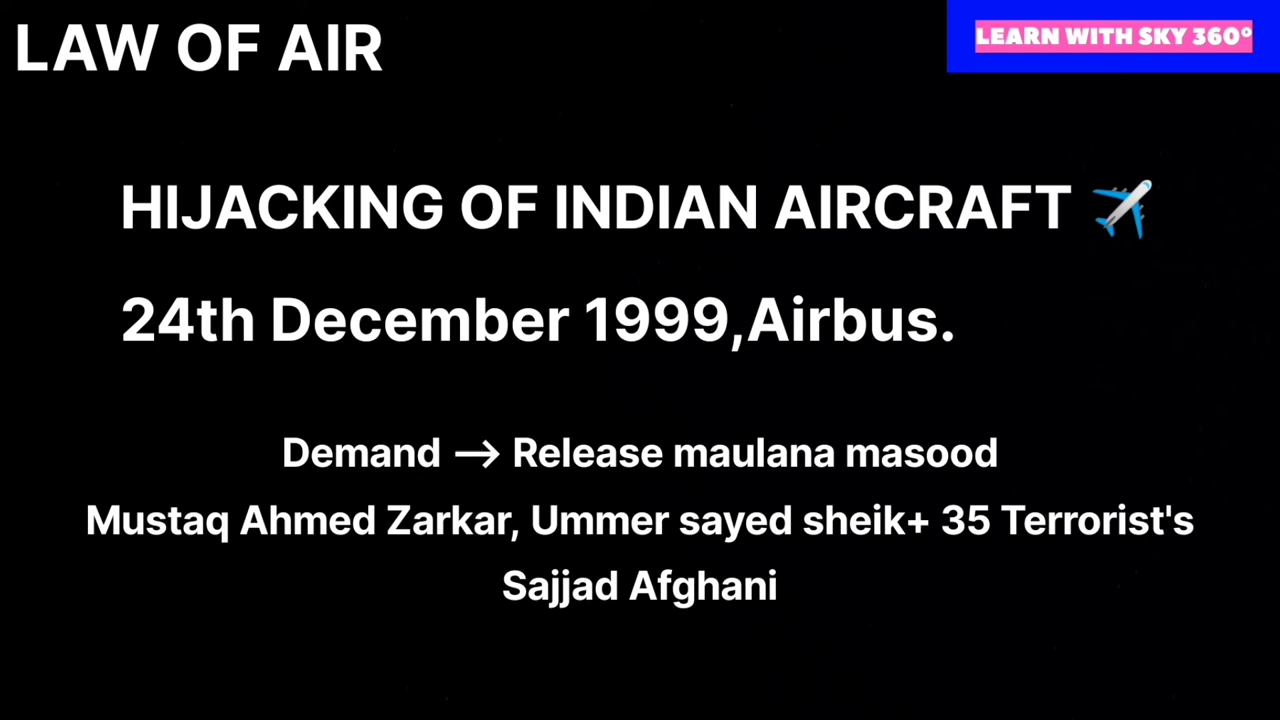 LAW OF AIR
LEARN WITH SKY 360°
HIJACKING OF INDIAN AIRCRAFT ✈️
24th December 1999,Airbus.
Demand → Release maulana masood
Mustaq Ahmed Zarkar, Ummer sayed sheik+ 35 Terrorist's
Sajjad Afghani